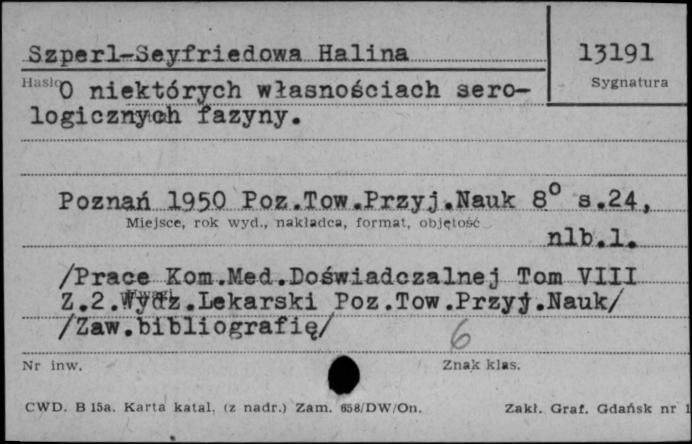 Szperl-Seyfriedowa Halina
13191
Sygnatura
Hasło
O niektórych własnościach sero-
logicznych fazyny.
Poznań 1950 Poz.Tow.Przyj.Nauk 8° s.24,
Miejsce, rok wyd., nakładca, format, objętość
nlb.1.
/Prace Kom.Med.Doświadczalnej Tom VIII
Z.2.Wydz.Lekarski Poz.Tow.Przyj.Nauk/
/Zaw.bibliografię/
6
Nr inw.
Znak klas.
CWD. B 15a. Karta katal. (z nadr.) Zam. 658/DW/On.
Zakł. Graf. Gdańsk nr 1